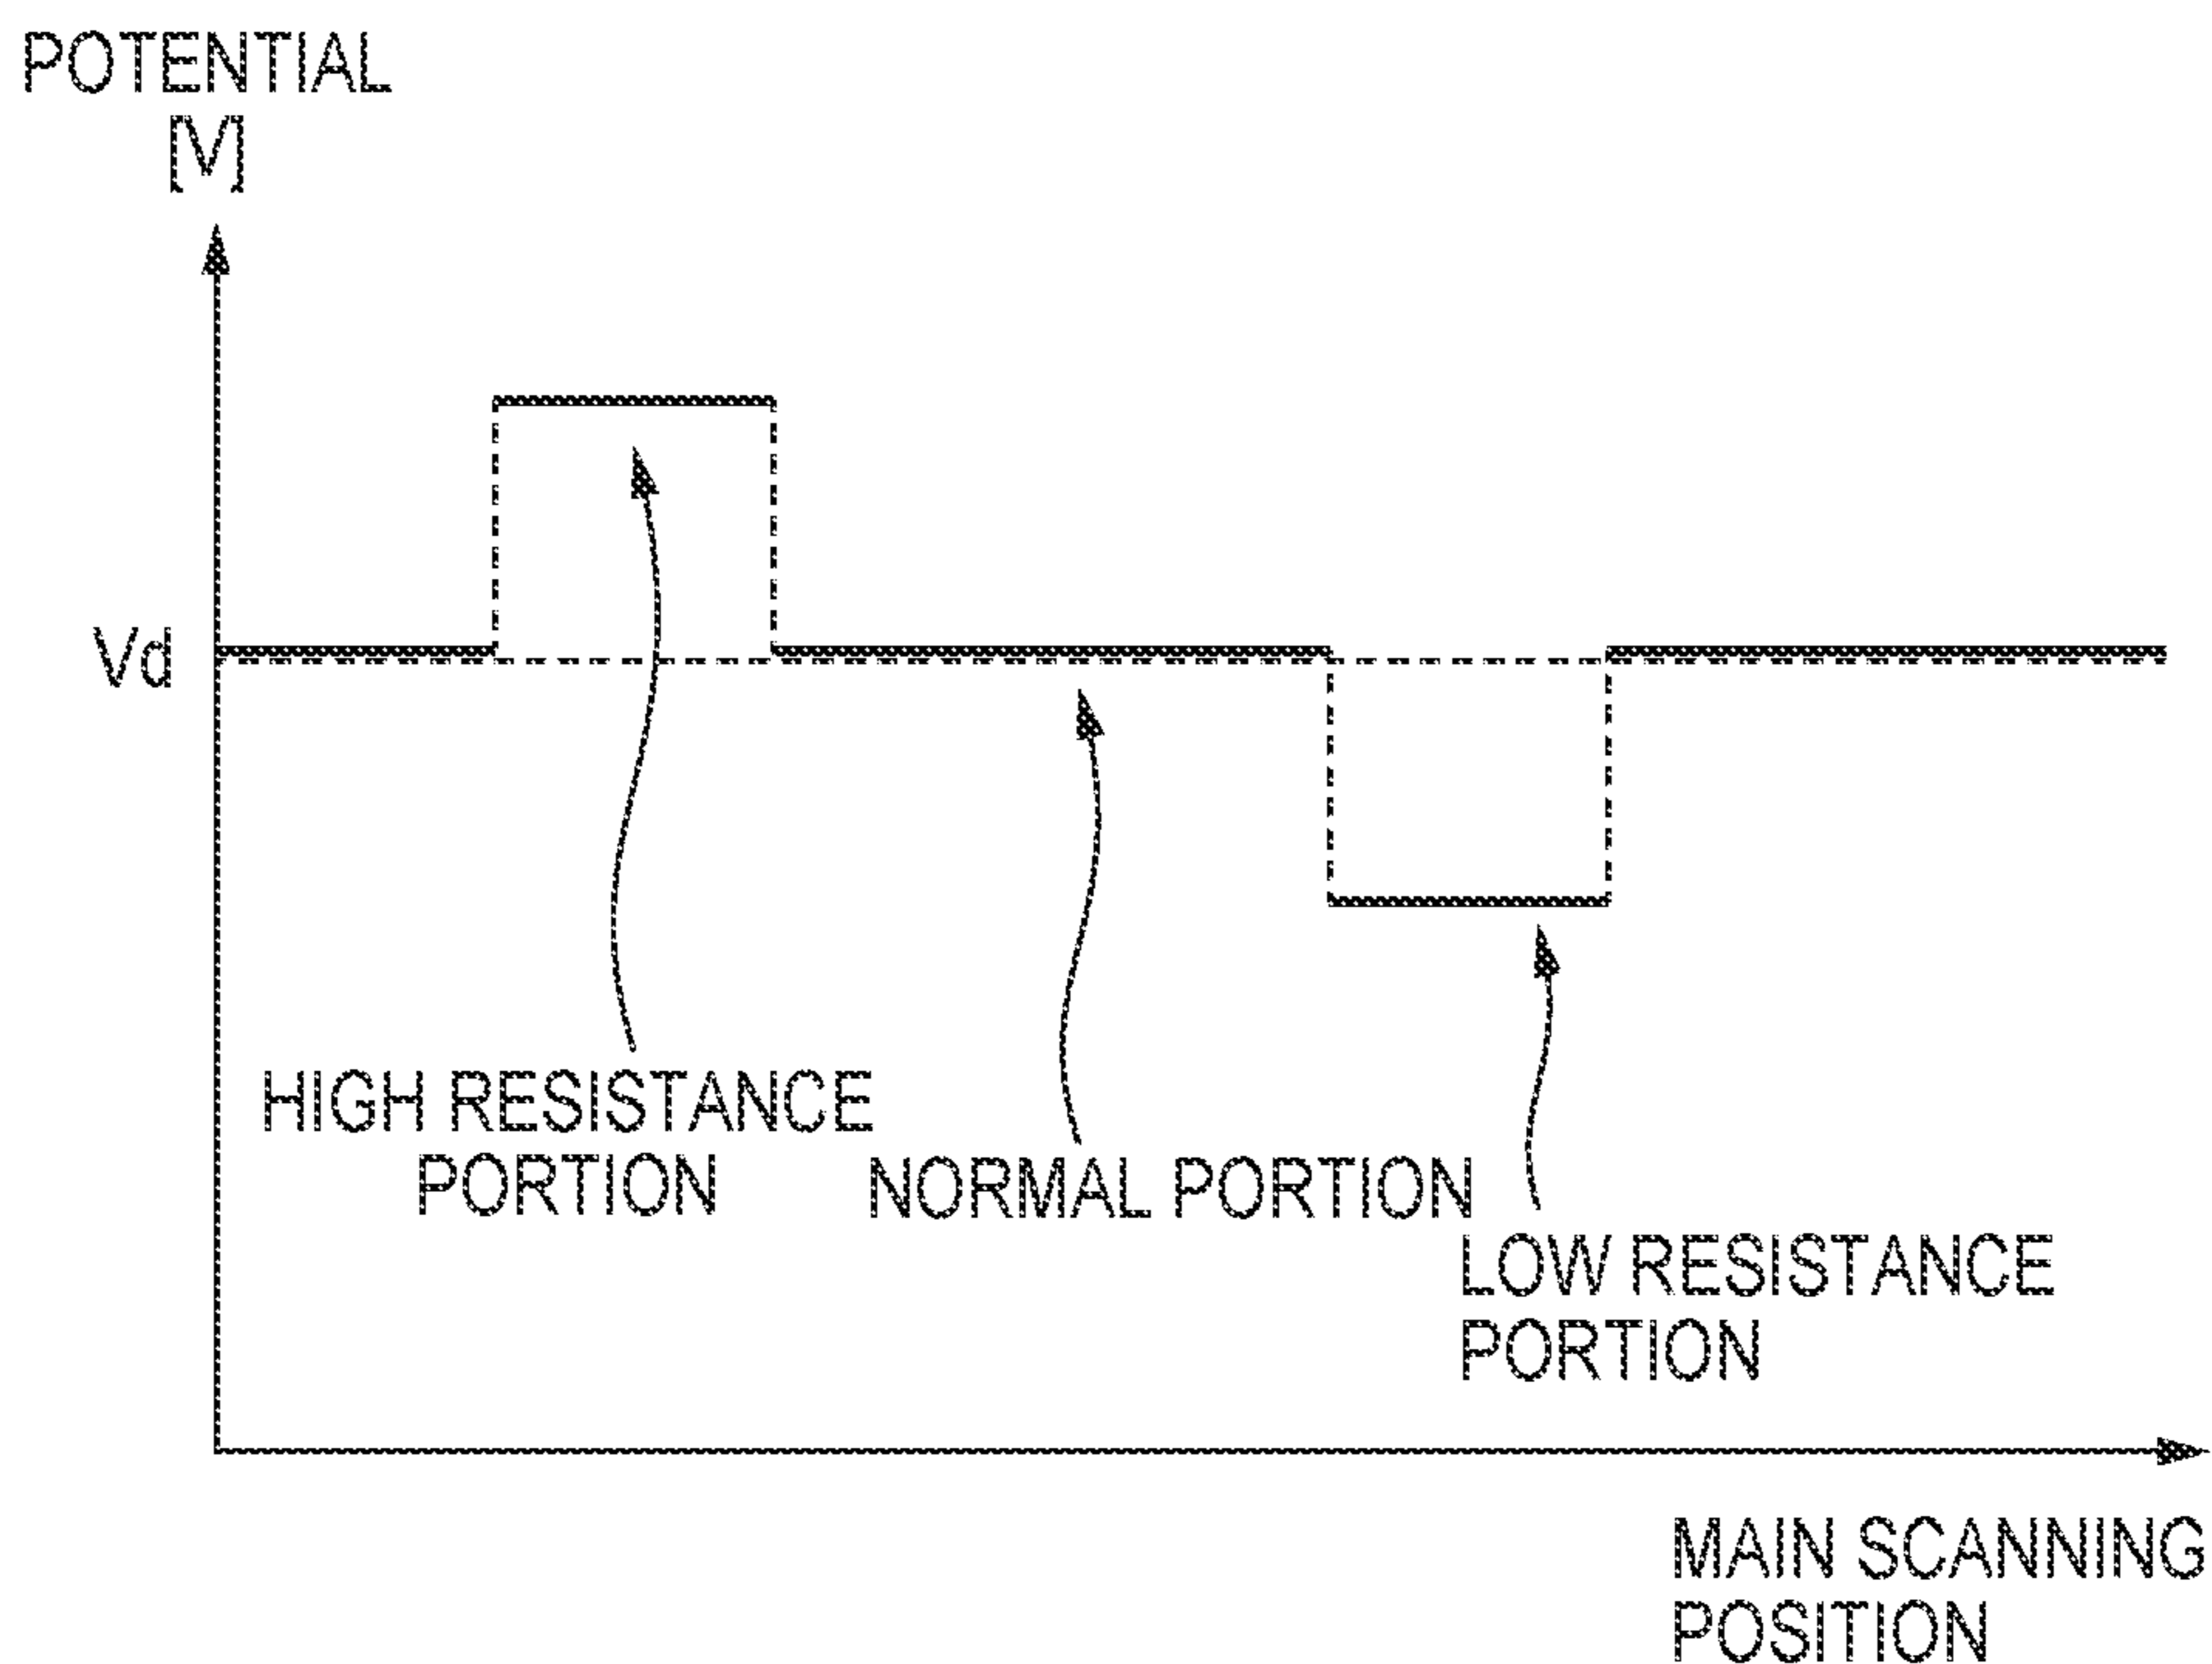 POTENTIAL
[V]
Vd
HIGH RESISTANCE
PORTION
NORMAL PORTION
LOW RESISTANCE
PORTION
MAIN SCANNING
POSITION